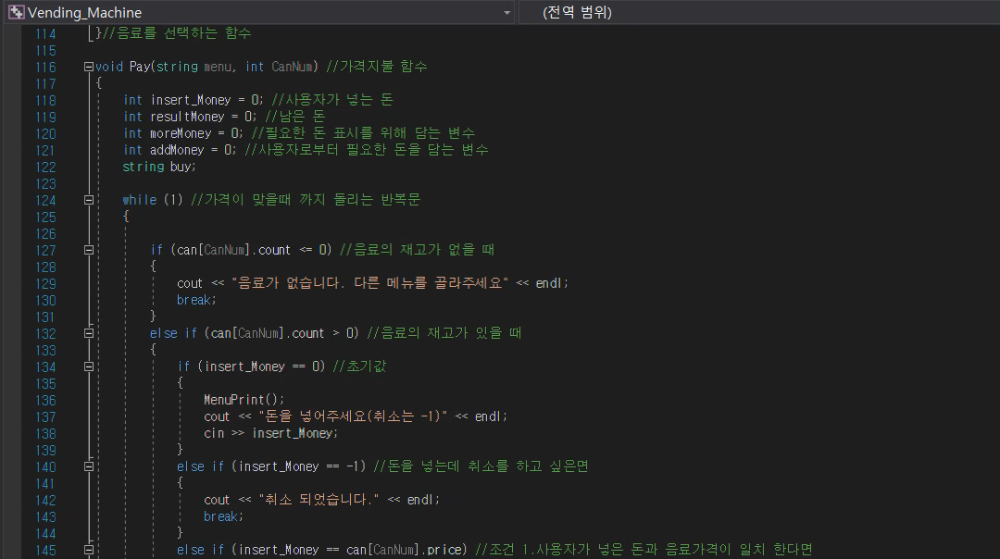 Vending_Machine (전역 범위)
114 }//음료를 선택하는 함수
115
116 void Pay(string menu, int CanNum) //가격지불 함수
117 {
118 int insert_Money = 0; //사용자가 넣는 돈
119 int resultMoney = 0; //남은 돈
120 int moreMoney = 0; //필요한 돈 표시를 위해 담는 변수
121 int addMoney = 0; //사용자로부터 필요한 돈을 담는 변수
122 string buy;
123
124 while (1) //가격이 맞을때 까지 돌리는 반복문
125 {
126
127 if (can[CanNum].count <= 0) //음료의 재고가 없을 때
128 {
129 cout << "음료가 없습니다. 다른 메뉴를 골라주세요" << endl;
130 break;
131 }
132 else if (can[CanNum].count > 0) //음료의 재고가 있을 때
133 {
134 if (insert_Money == 0) //초기값
135 {
136 MenuPrint();
137 cout << "돈을 넣어주세요(취소는 -1)" << endl;
138 cin >> insert_Money;
139 }
140 else if (insert_Money == -1) //돈을 넣는데 취소를 하고 싶은면
141 {
142 cout << "취소 되었습니다." << endl;
143 break;
144 }
145 else if (insert_Money == can[CanNum].price) //조건 1.사용자가 넣은 돈과 음료가격이 일치 한다면